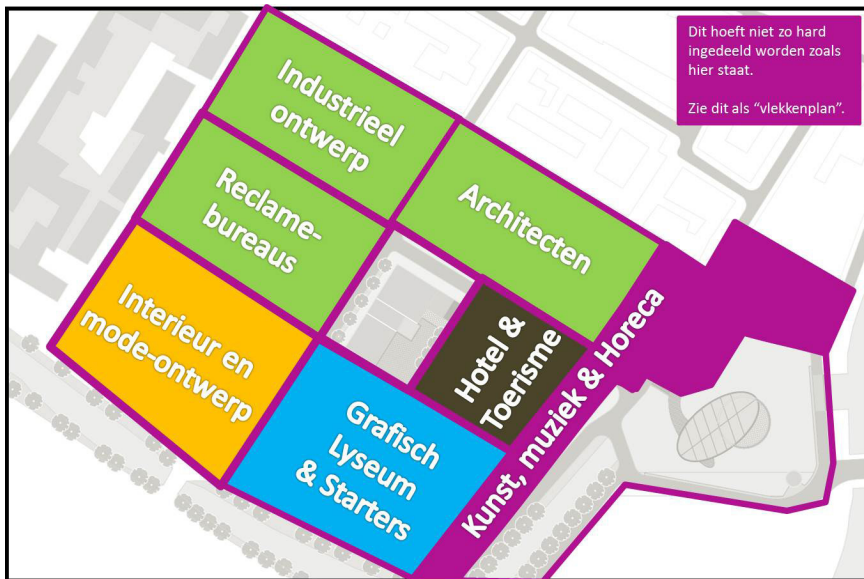 Dit hoeft niet zo hard
ingedeeld worden zoals
hier staat.
Zie dit als “vlekkenplan”.
Industrieel
ontwerp
Reclame-
bureaus
Architecten
Interieur en
mode-ontwerp
Hotel &
Toerisme
Grafisch
Lyseum
& Starters
Kunst, muziek & Horeca